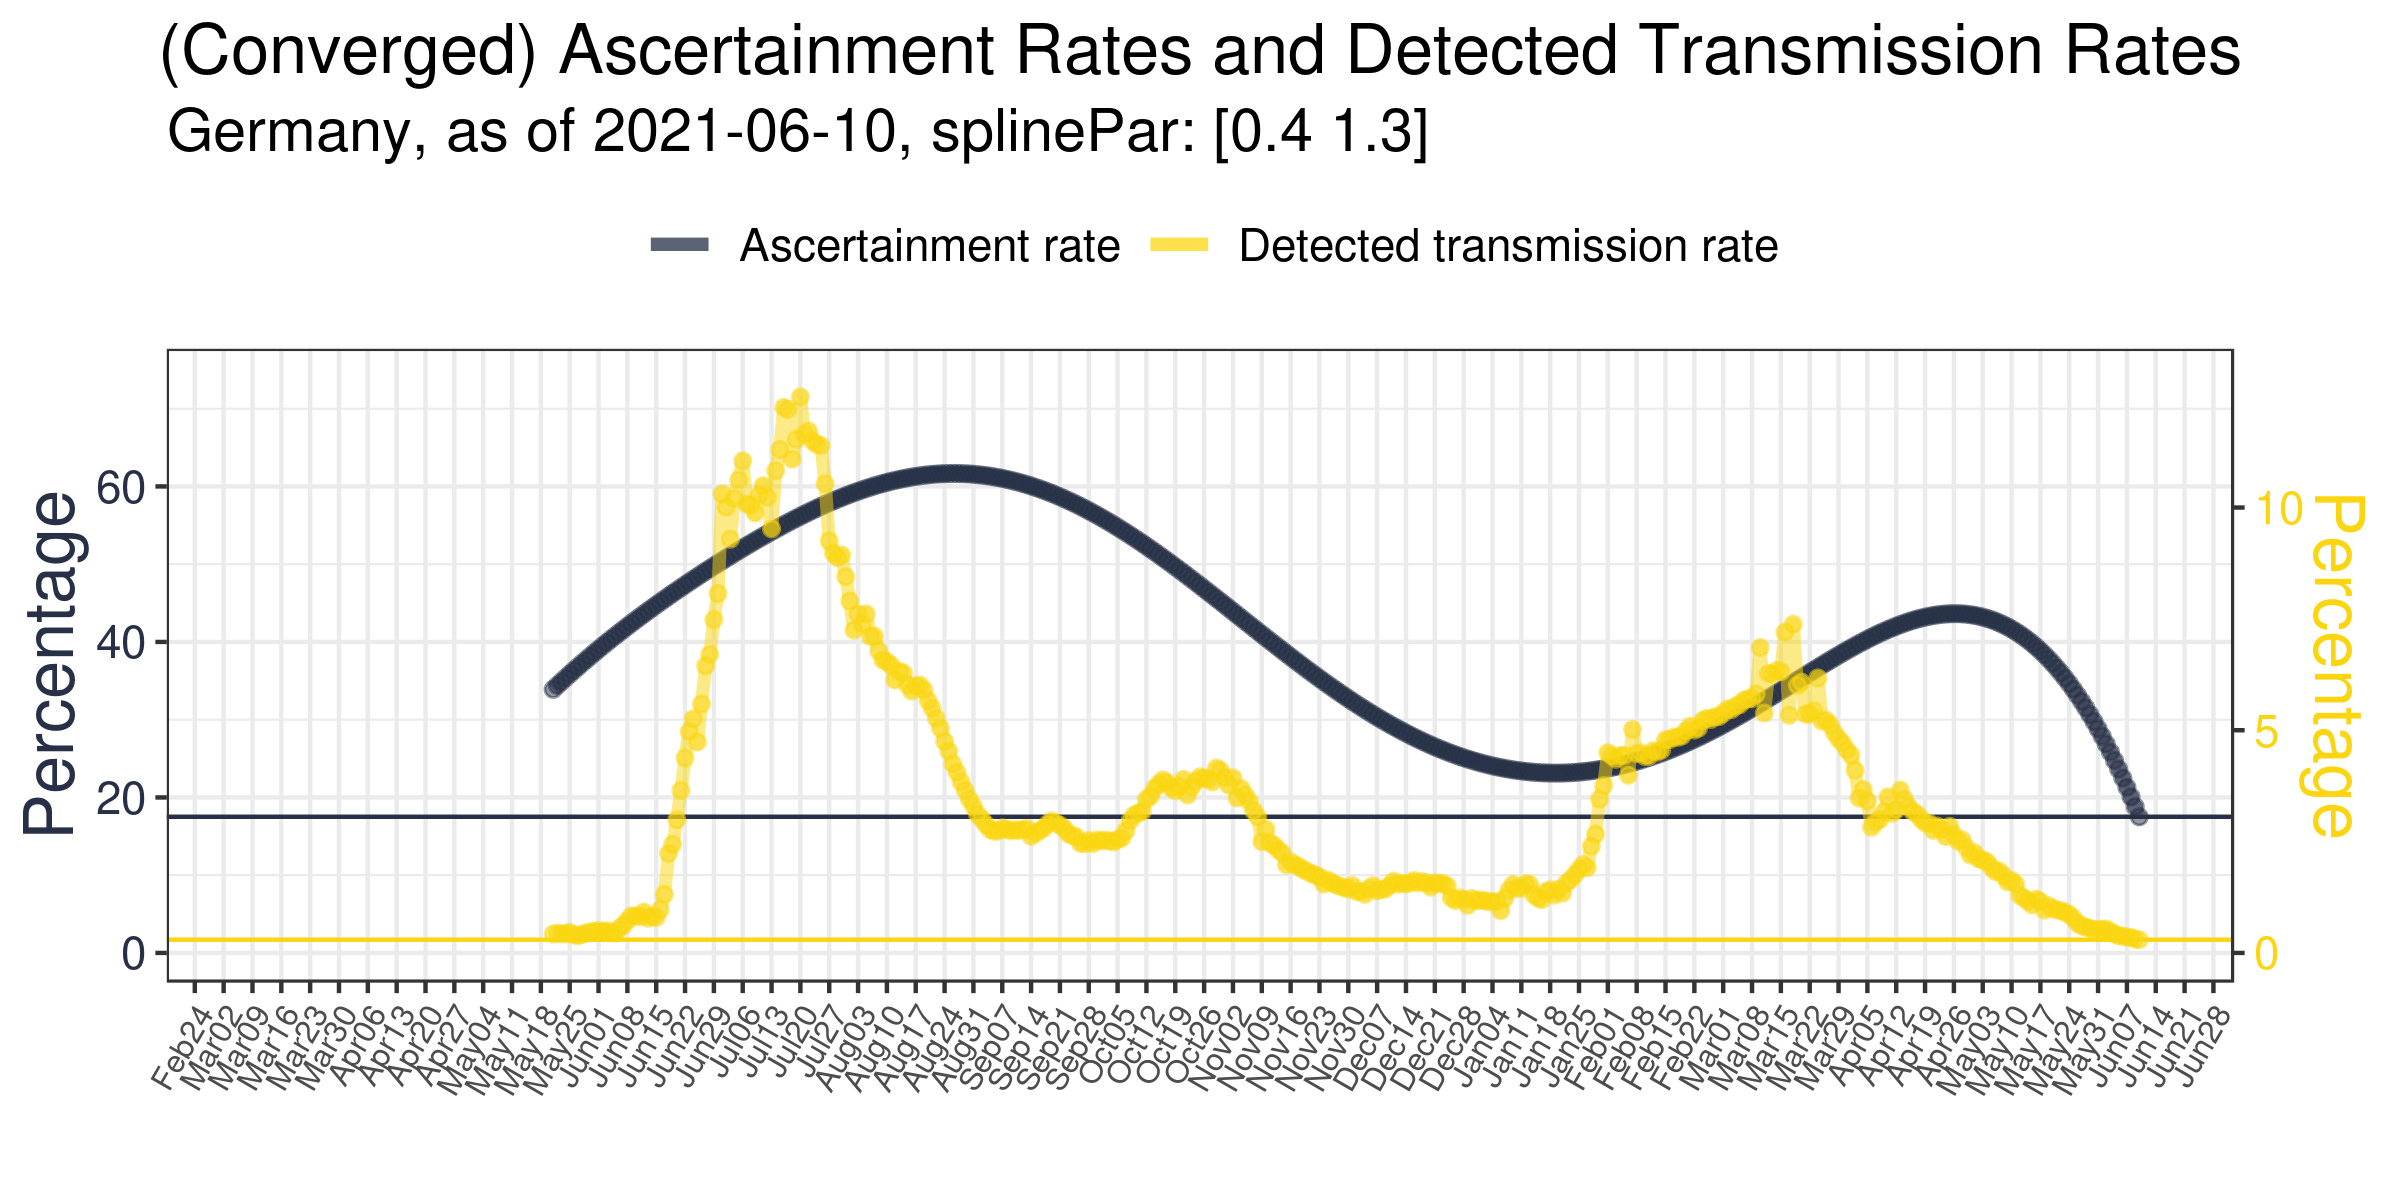 (Converged) Ascertainment Rates and Detected Transmission Rates
Germany, as of 2021-06-10, splinePar: [0.4 1.3]
Ascertainment rate Detected transmission rate
Percentage
60
40
20
0
10
5
0
Percentage
Feb24 Mar02 Mar09 Mar16 Mar23 Mar30 Apr06 Apr13 Apr20 Apr27 May04 May11 May18 May25 Jun01 Jun08 Jun15 Jun22 Jun29 Jul06 Jul13 Jul20 Jul27 Aug03 Aug10 Aug17 Aug24 Aug31 Sep07 Sep14 Sep21 Sep28 Oct05 Oct12 Oct19 Oct26 Nov02 Nov09 Nov16 Nov23 Nov30 Dec07 Dec14 Dec21 Dec28 Jan04 Jan11 Jan18 Jan25 Feb01 Feb08 Feb15 Feb22 Mar01 Mar08 Mar15 Mar22 Mar29 Apr05 Apr12 Apr19 Apr26 May03 May10 May17 May24 May31 Jun07 Jun14 Jun21 Jun28